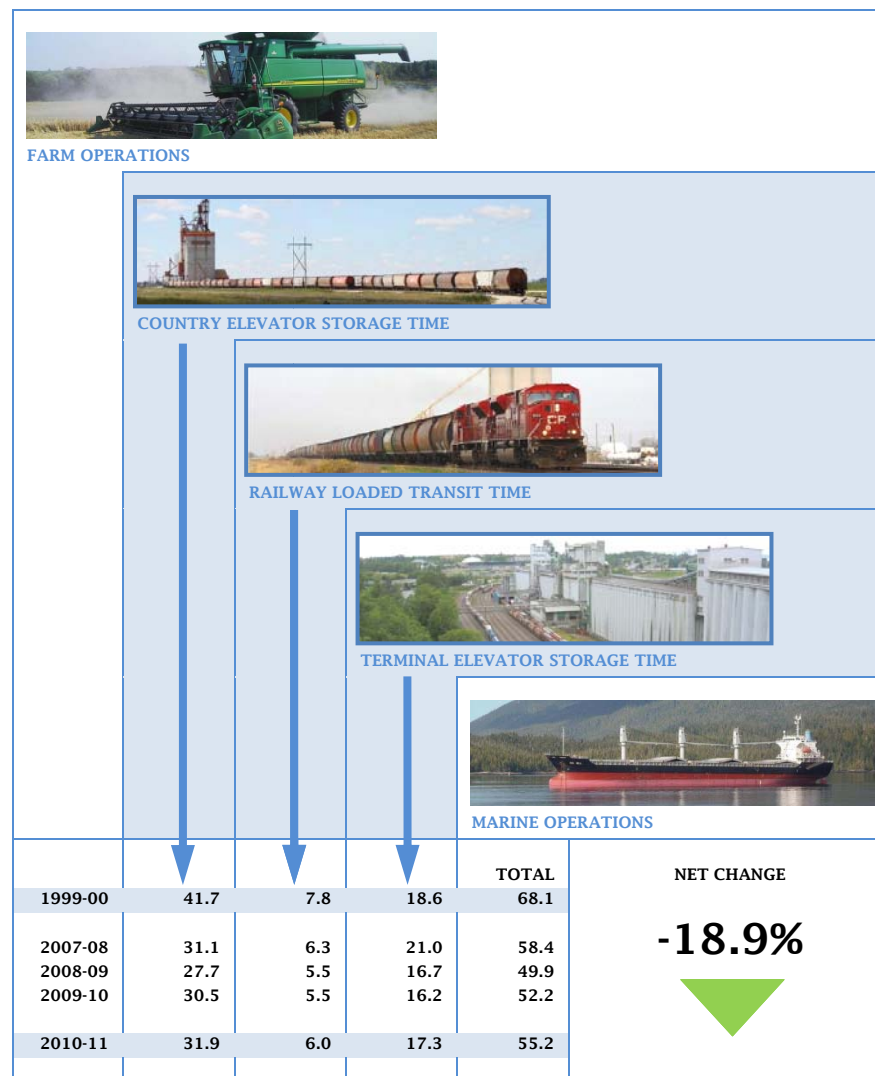 FARM OPERATIONS
COUNTRY ELEVATOR STORAGE TIME
CP
RAILWAY LOADED TRANSIT TIME
TERMINAL ELEVATOR STORAGE TIME
MARINE OPERATIONS
TOTAL NET CHANGE
1999-00 41.7 7.8 18.6 68.1
-18.9%
2007-08 31.1 6.3 21.0 58.4
2008-09 27.7 5.5 16.7 49.9
2009-10 30.5 5.5 16.2 52.2
2010-11 31.9 6.0 17.3 55.2